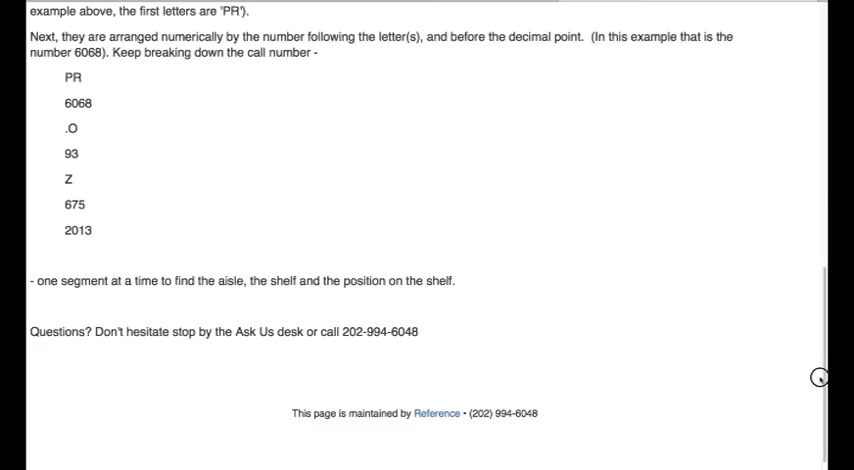 example above, the first letters are 'PR').
Next, they are arranged numerically by the number following the letter(s), and before the decimal point. (In this example that is the
number 6068). Keep breaking down the call number -
PR
6068
.O
93
Z
675
2013
- one segment at a time to find the aisle, the shelf and the position on the shelf.
Questions? Don't hesitate stop by the Ask Us desk or call 202-994-6048
This page is maintained by Reference • (202) 994-6048